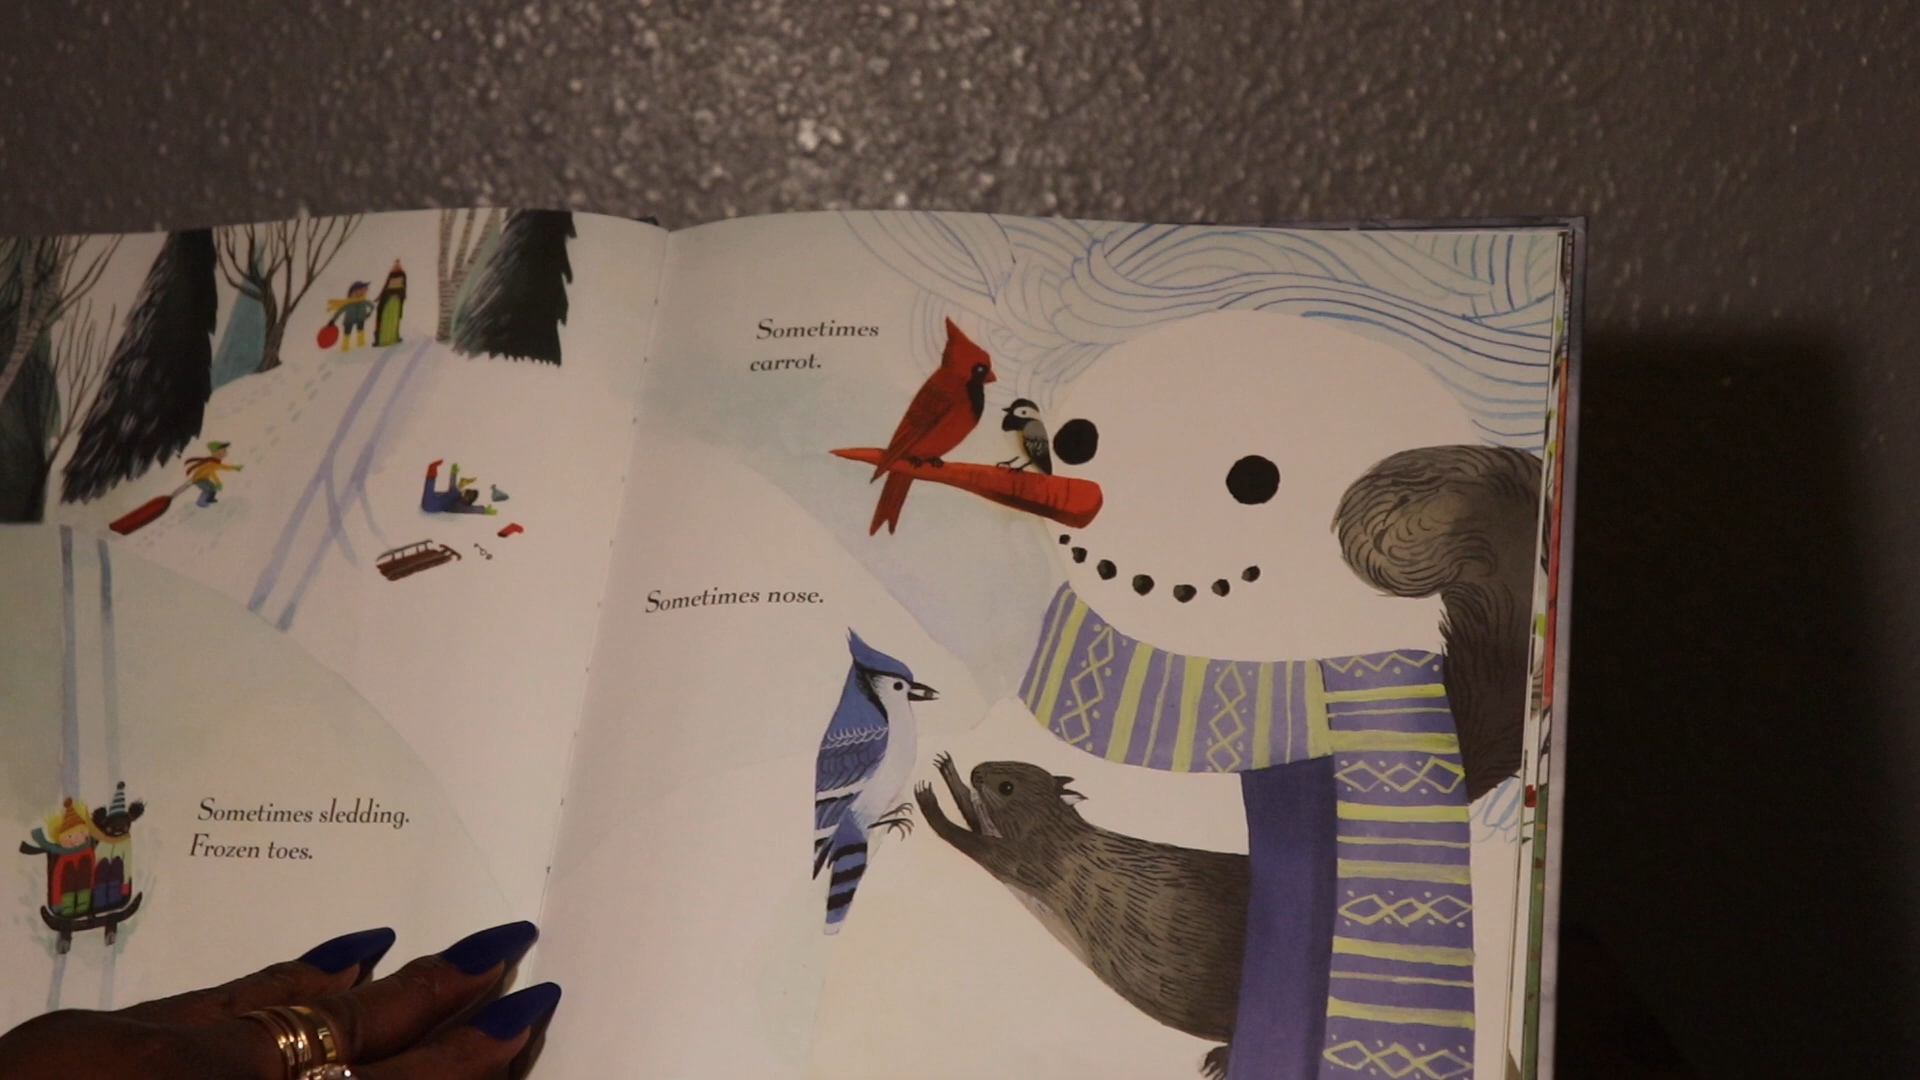 Sometimes sledding.
Frozen toes.
Sometimes
carrot.
Sometimes nose.